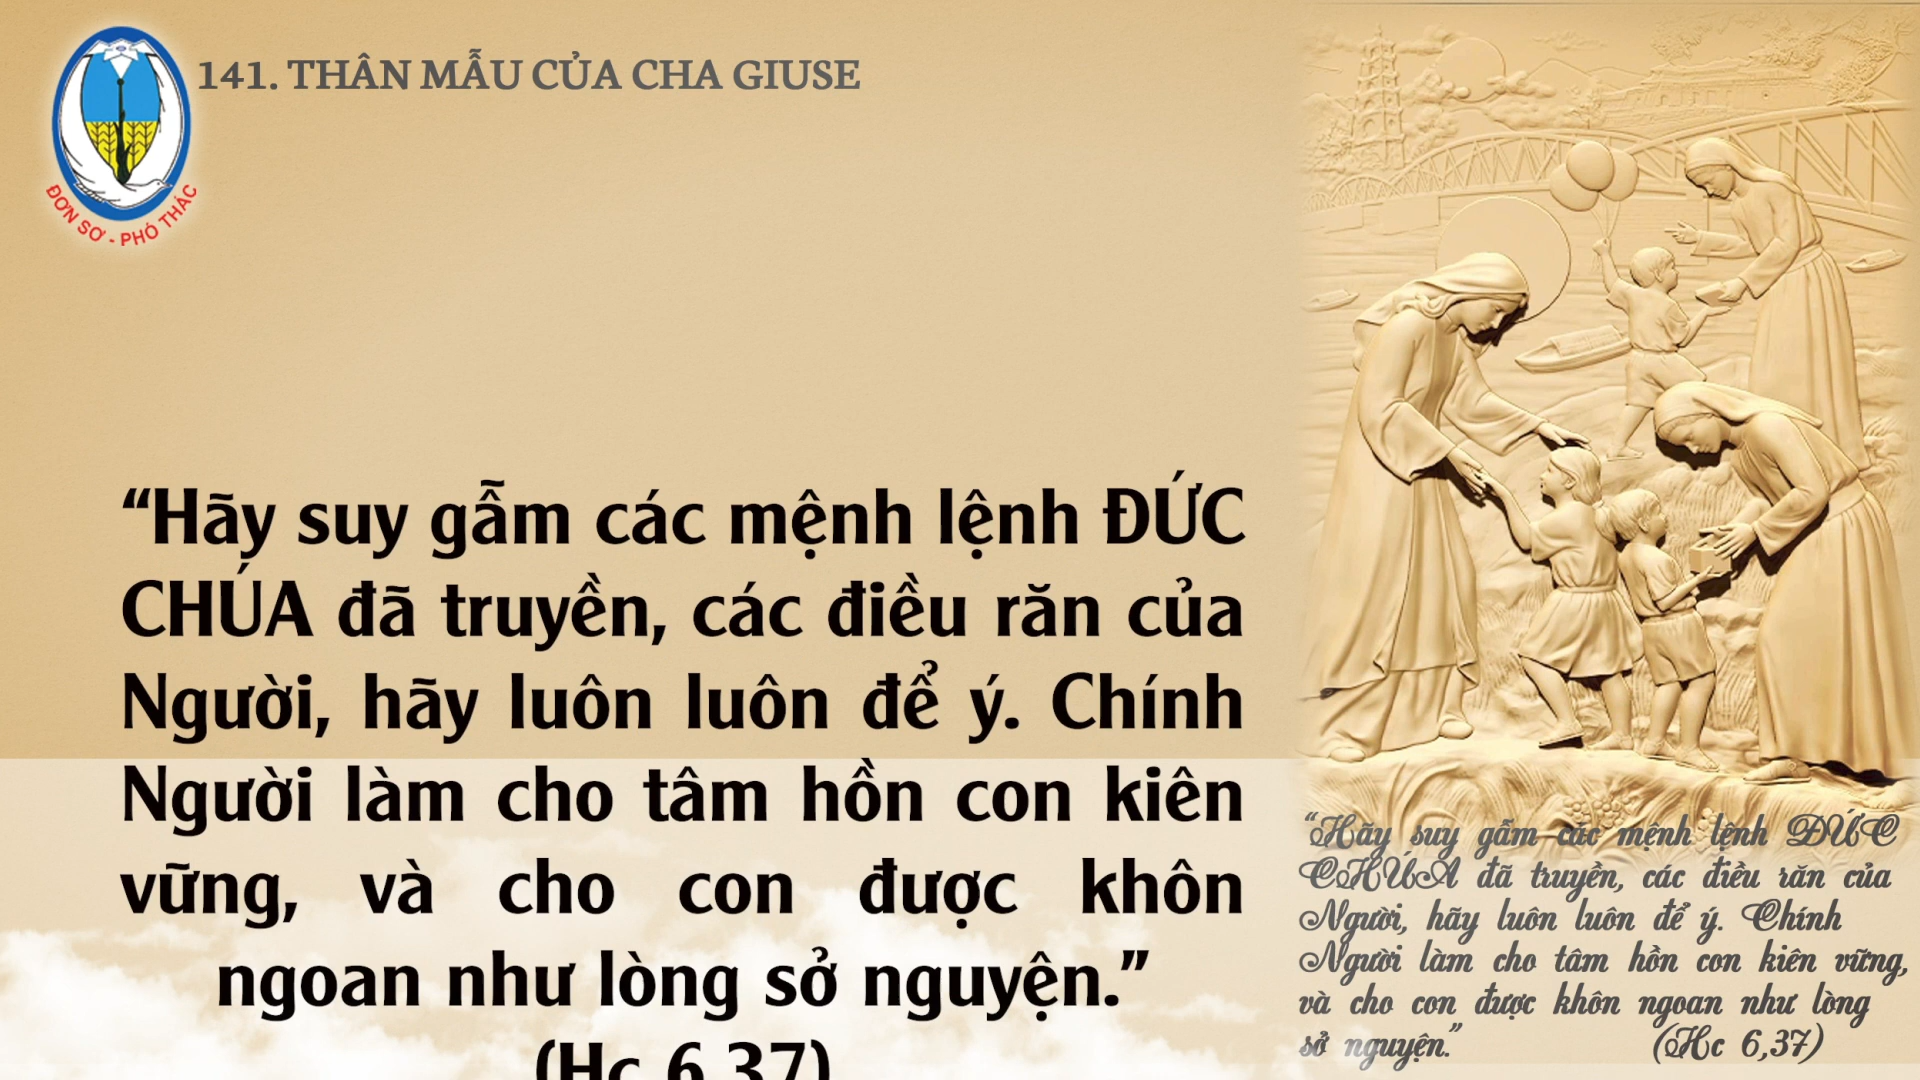 141. THÂN MẪU CỦA CHA GIUSE
ĐƠN SƠ - PHÓ THÁC
“Hãy suy gẫm các mệnh lệnh ĐỨC
CHÚA đã truyền, các điều răn của
Người, hãy luôn luôn để ý. Chính
Người làm cho tâm hồn con kiên
vững, và cho con được khôn
ngoan như lòng sở nguyện.”
(Hc 6,37)
“Hãy suy gẫm các mệnh lệnh ĐỨC
CHÚA đã truyền, các điều răn của
Người, hãy luôn luôn để ý. Chính
Người làm cho tâm hồn con kiên vững,
và cho con được khôn ngoan như lòng
sở nguyện.” (Hc 6,37)